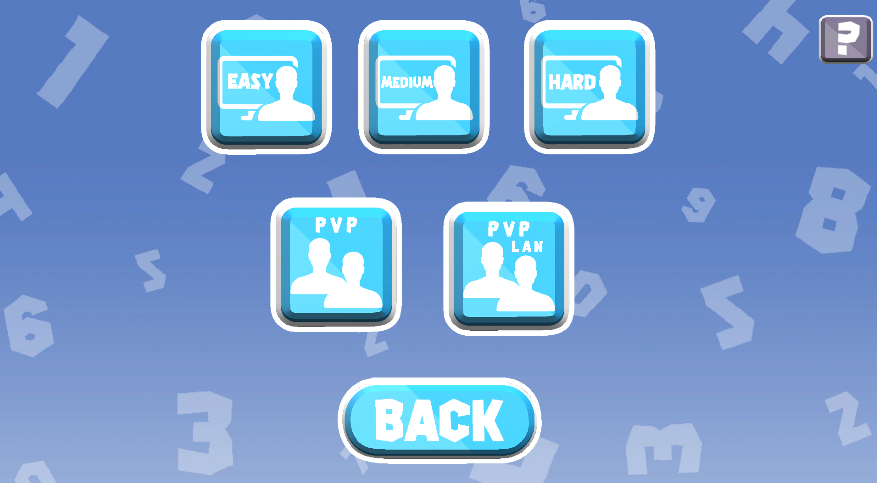 EASY
MEDIUM
HARD
?
PVP
PVP
LAN
BACK